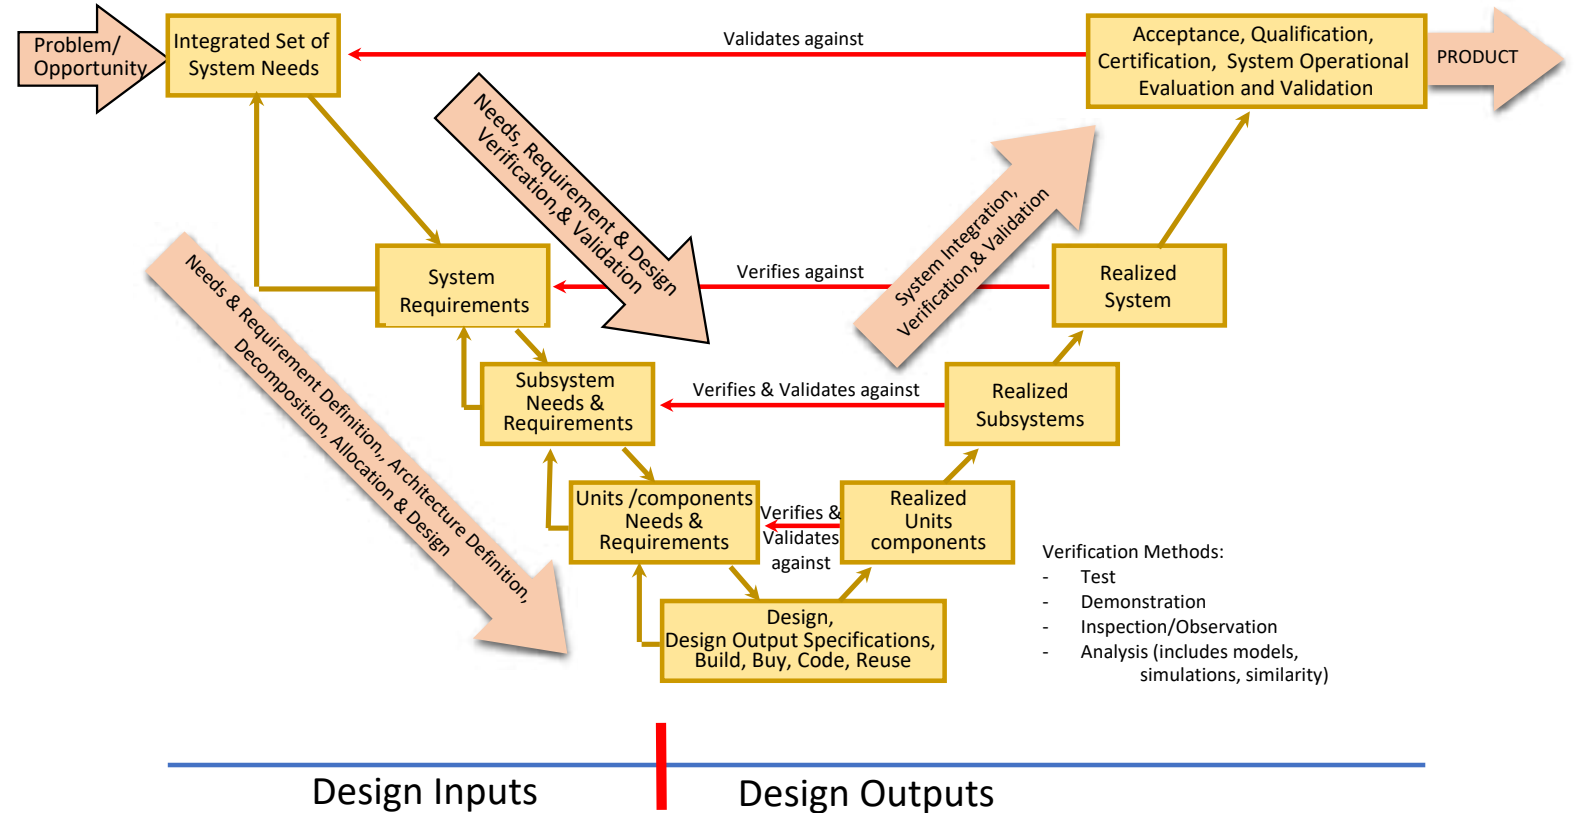 Problem/
Opportunity
Integrated Set of
System Needs
Validates against
Acceptance, Qualification,
Certification, System Operational
Evaluation and Validation
PRODUCT
Needs, Requirement & Design
Verification,& Validation
System Integration,
Verification,& Validation
Needs & Requirement Definition,, Architecture Definition,
Decomposition, Allocation & Design
System
Requirements
Verifies against
Realized
System
Subsystem
Needs &
Requirements
Verifies & Validates against
Realized
Subsystems
Units /components
Needs &
Requirements
Verifies &
Validates
against
Realized
Units
components
Design,
Design Output Specifications,
Build, Buy, Code, Reuse
Verification Methods:
- Test
- Demonstration
- Inspection/Observation
- Analysis (includes models,
simulations, similarity)
Design Inputs
Design Outputs